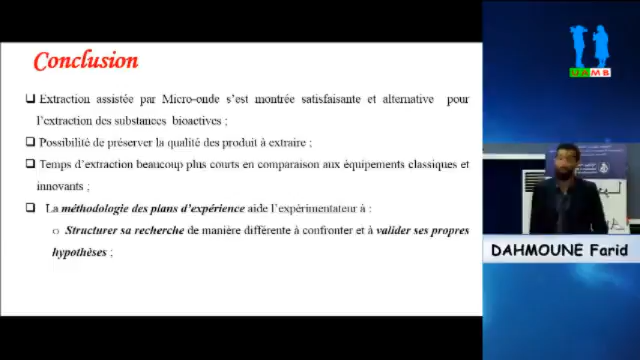 Conclusion
❑ Extraction assistée par Micro-onde s'est montrée satisfaisante et alternative pour
l'extraction des substances bioactives ;
❑ Possibilité de préserver la qualité des produit à extraire ;
❑ Temps d'extraction beaucoup plus courts en comparaison aux équipements classiques et
innovants ;
❑ La méthodologie des plans d'expérience aide l'expérimentateur à :
o Structurer sa recherche de manière différente à confronter et à valider ses propres
hypothèses ;
UAMB
DAHMOUNE Farid